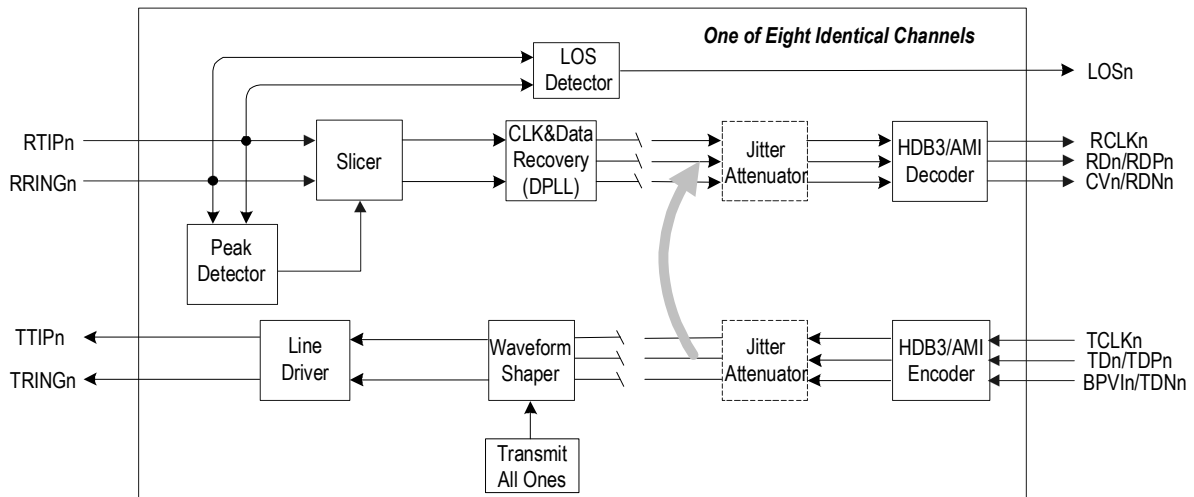 One of Eight Identical Channels
LOS
Detector
LOSn
RTIPn
RRINGn
Slicer
CLK&Data
Recovery
(DPLL)
Jitter
Attenuator
HDB3/AMI
Decoder
RCLKn
RDn/RDPn
CVn/RDNn
Peak
Detector
TTIPn
TRINGn
Line
Driver
Waveform
Shaper
Jitter
Attenuator
HDB3/AMI
Encoder
TCLKn
TDn/TDPn
BPVIn/TDNn
Transmit
All Ones